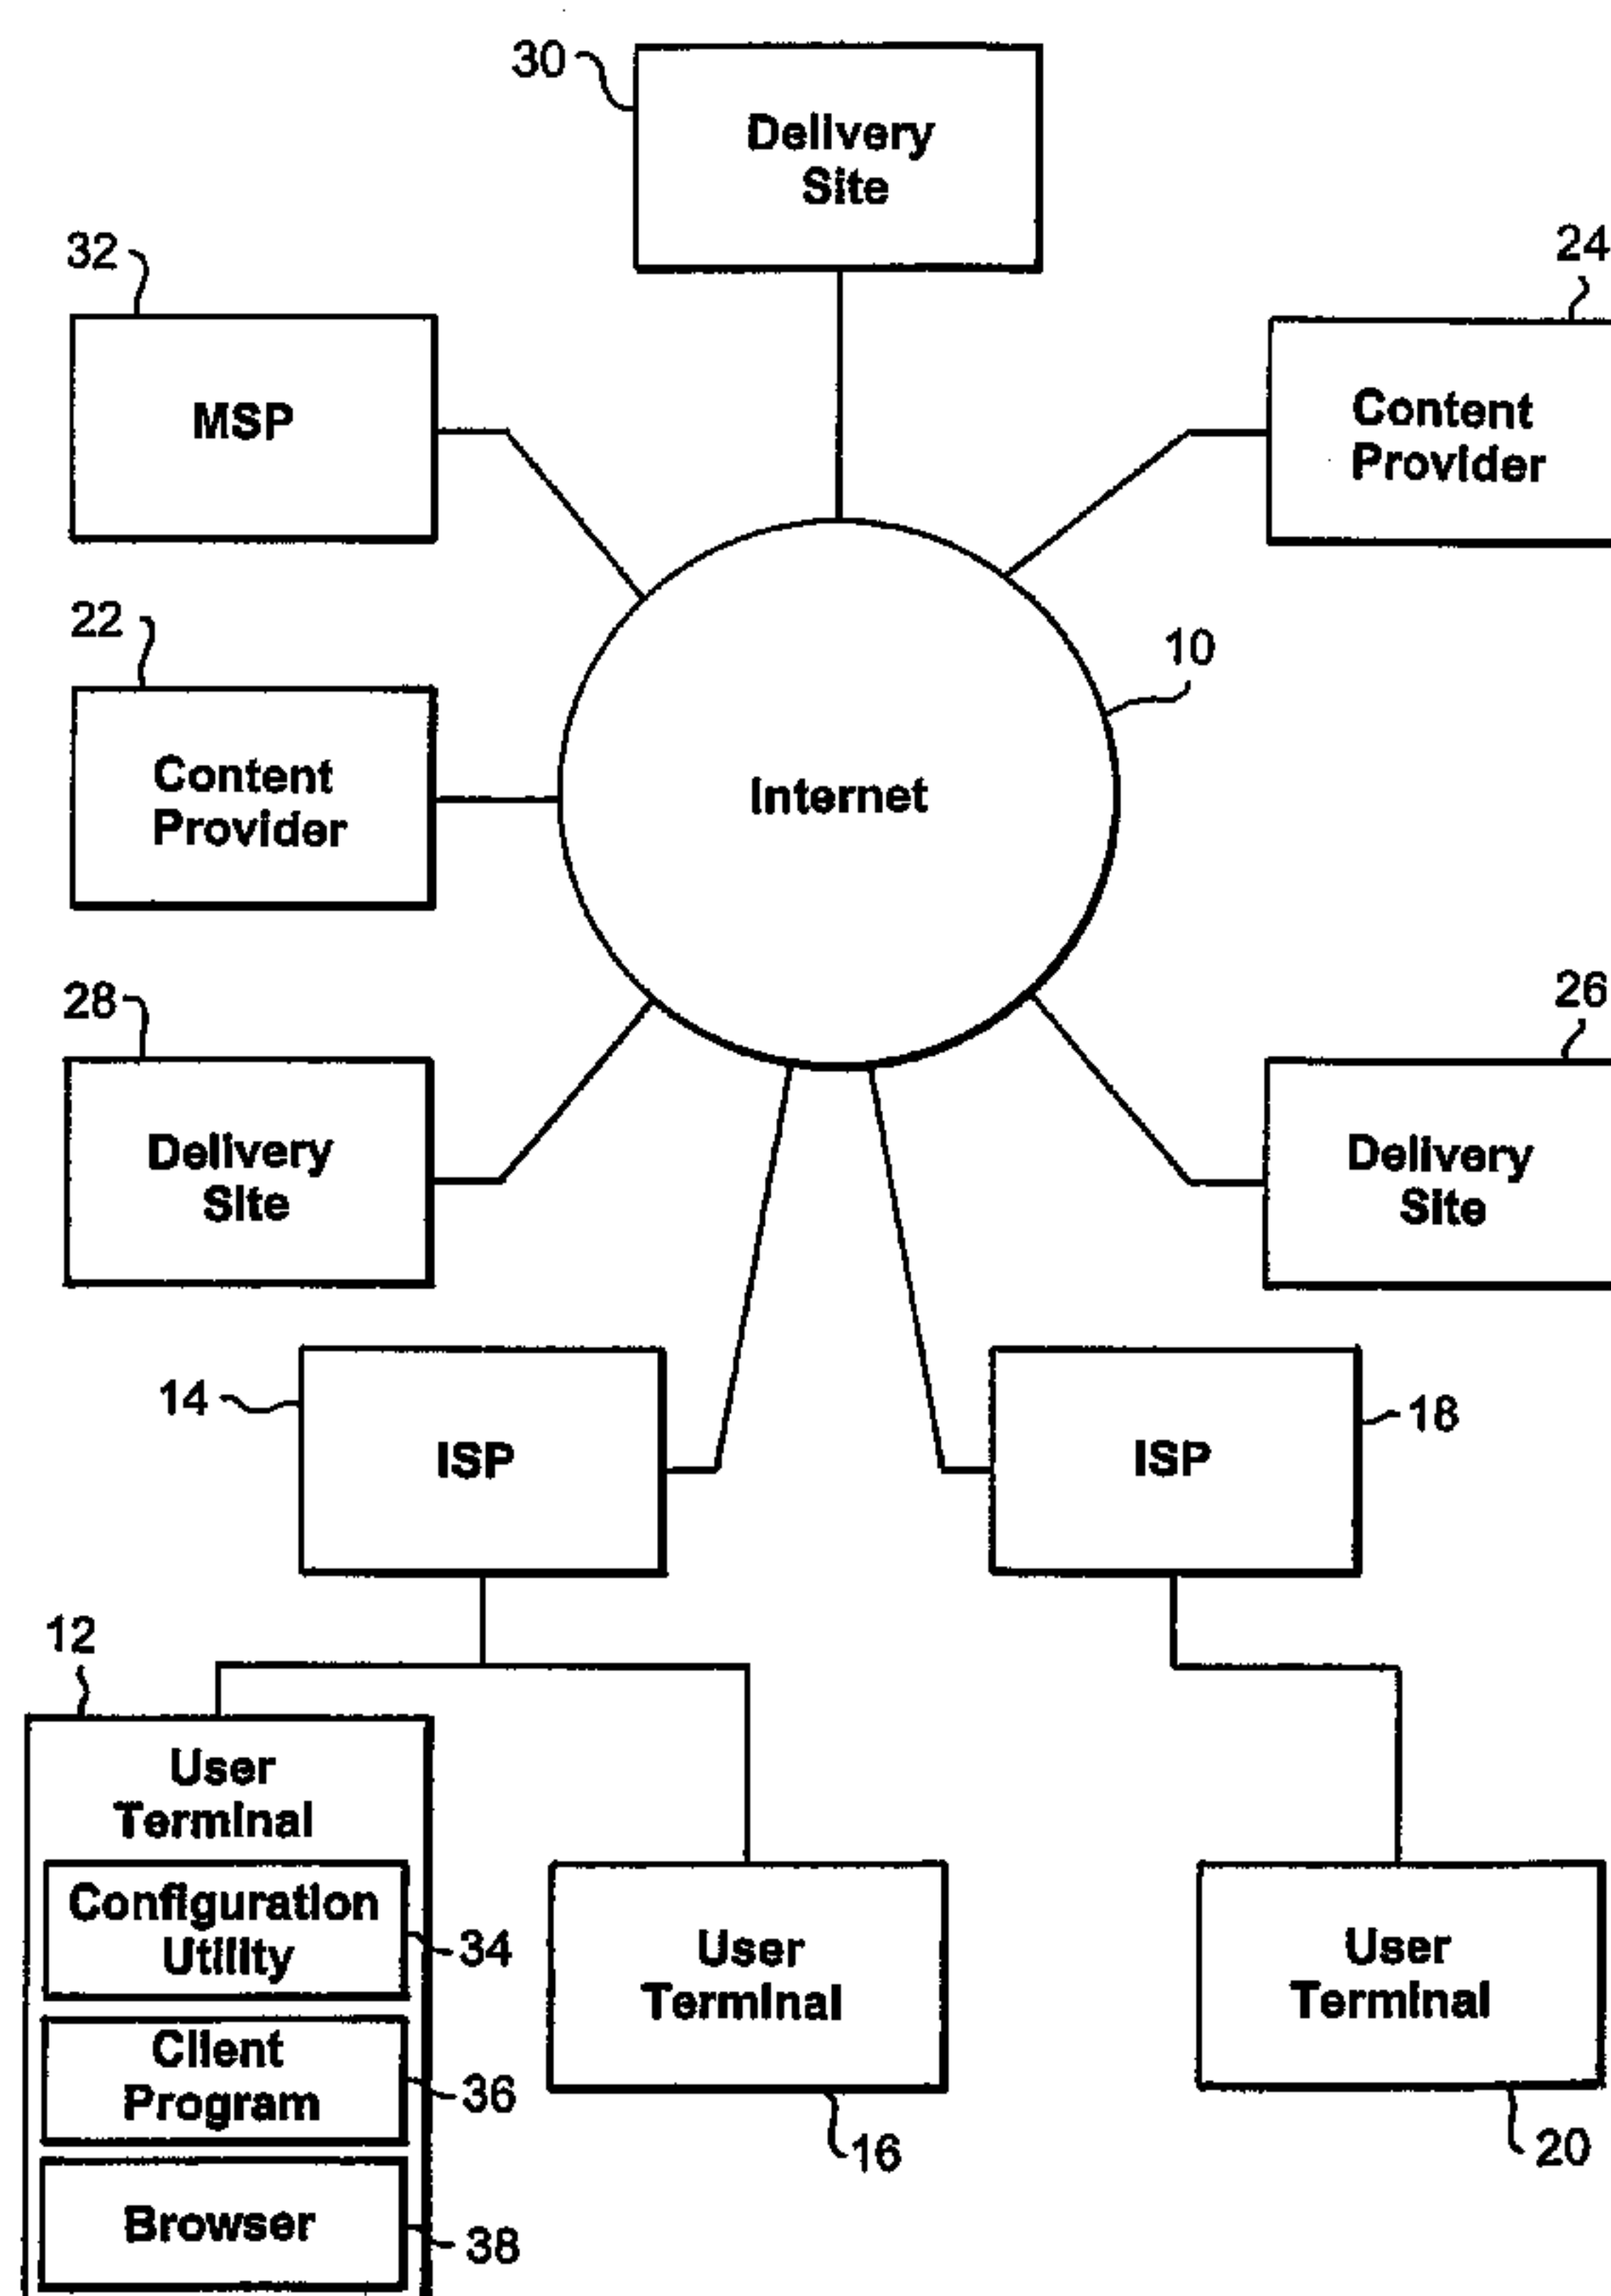 30
Delivery
Site
32
24
MSP
Content
Provider
22
10
Content
Provider
Internet
28
26
Delivery
Site
Delivery
Site
14
ISP
18
ISP
12
User
Terminal
Configuration
Utility
34
User
Terminal
User
Terminal
Client
Program
36
16
20
Browser
38